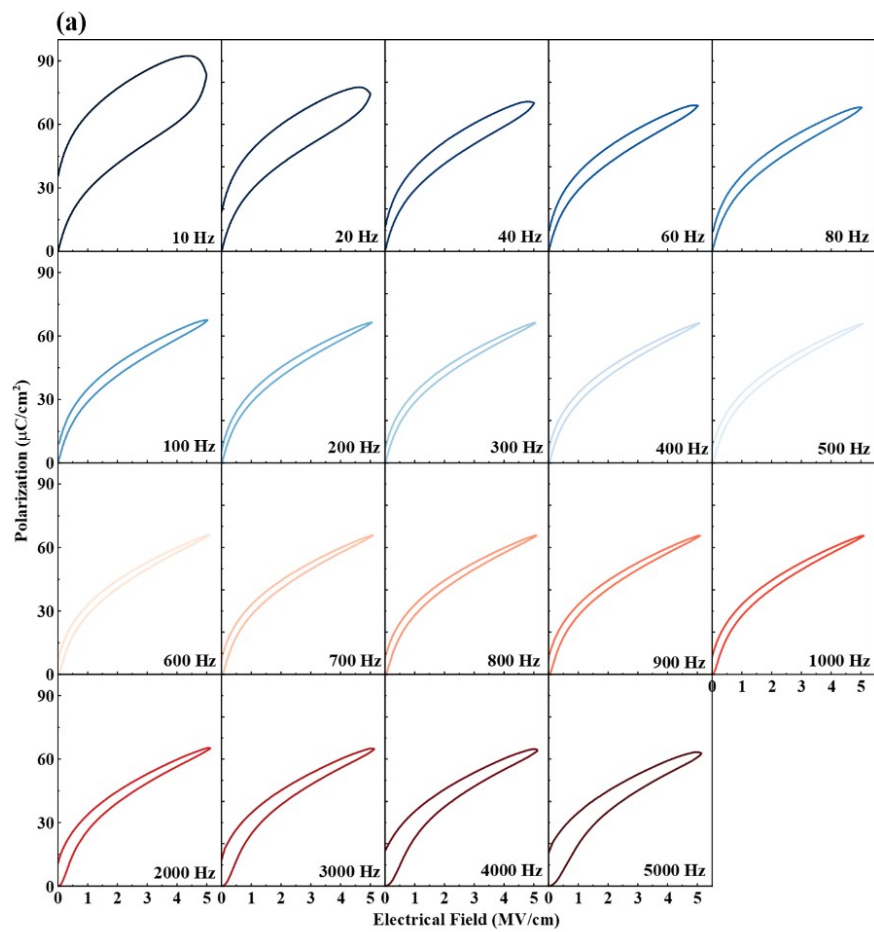 (a)
90
60
30
0
10 Hz
20 Hz
40 Hz
60 Hz
80 Hz
90
60
30
0
100 Hz
200 Hz
300 Hz
400 Hz
500 Hz
Polarization (μC/cm²)
90
60
30
0
600 Hz
700 Hz
800 Hz
900 Hz
1000 Hz
0 1 2 3 4 5
90
60
30
0
2000 Hz
3000 Hz
4000 Hz
5000 Hz
0 1 2 3 4 5 0 1 2 3 4 5 0 1 2 3 4 5 0 1 2 3 4 5
Electrical Field (MV/cm)